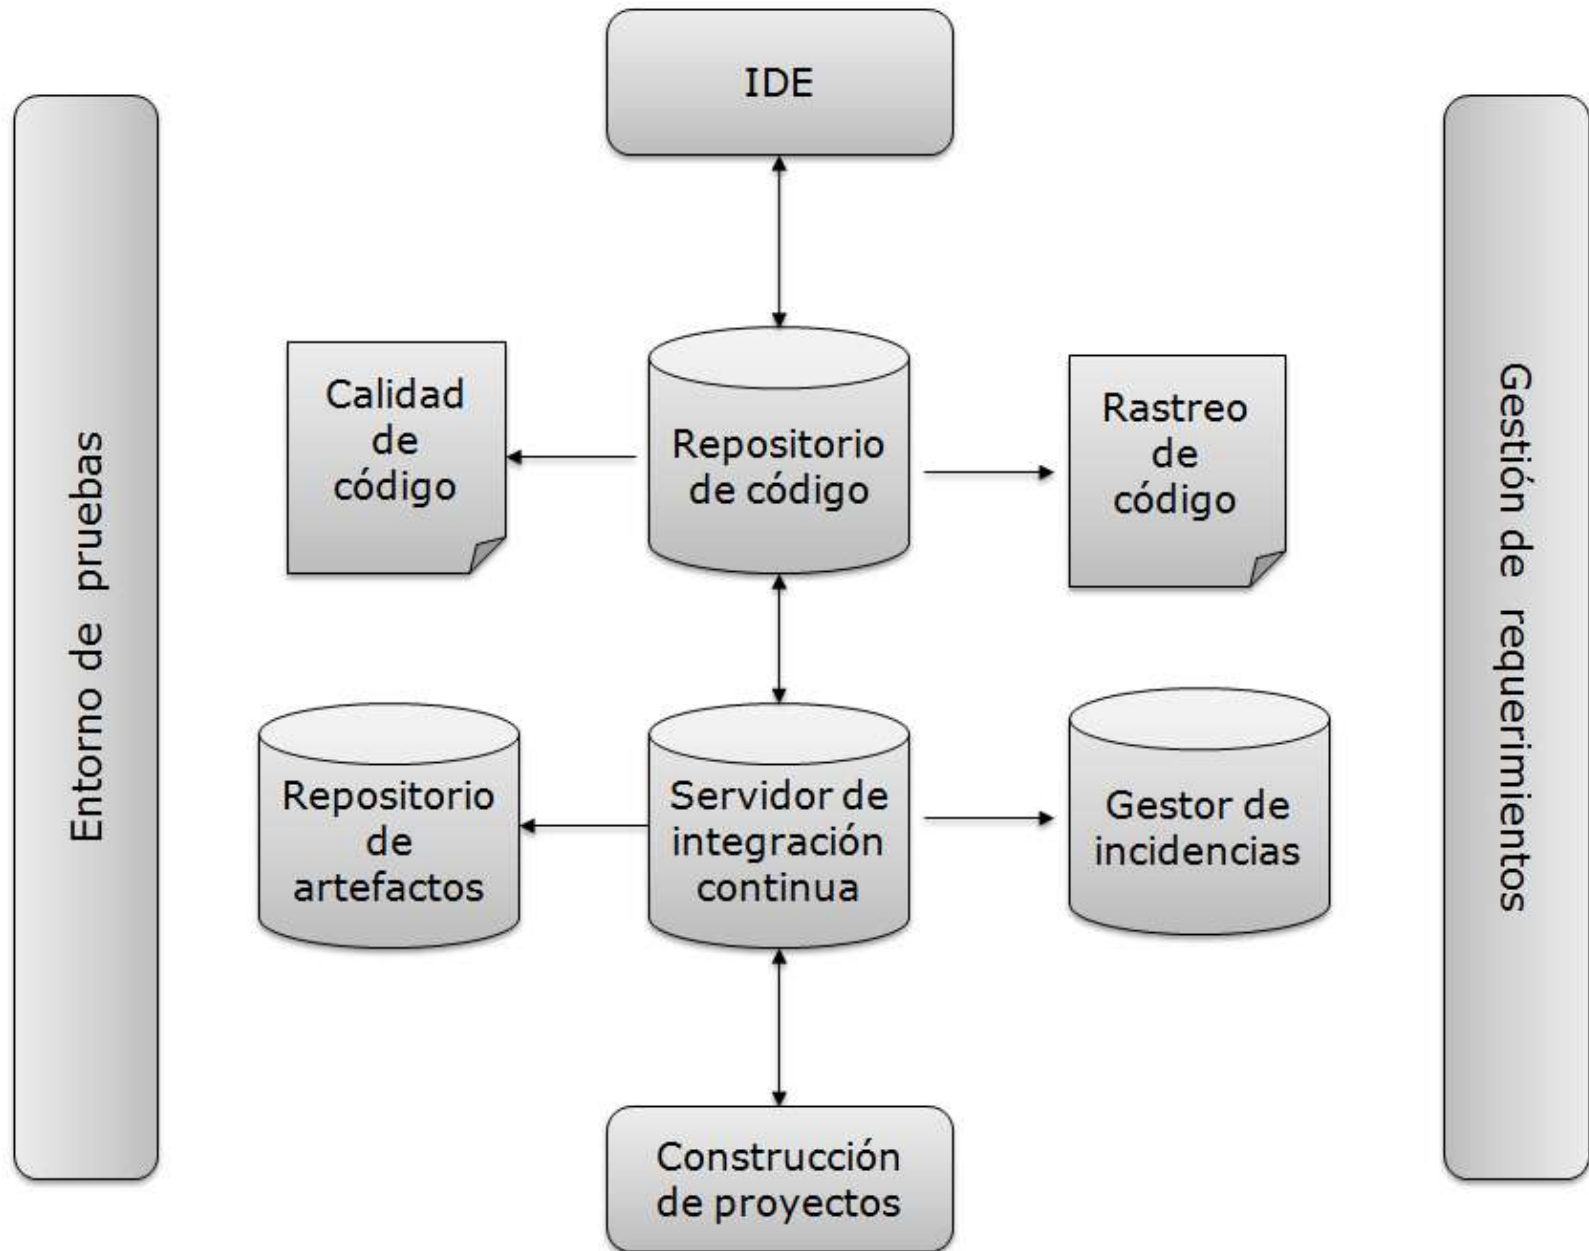 IDE
Entorno de pruebas
Calidad
de
código
Repositorio
de código
Rastreo
de
código
Gestión de requerimientos
Repositorio
de
artefactos
Servidor de
integración
continua
Gestor de
incidencias
Construcción
de proyectos